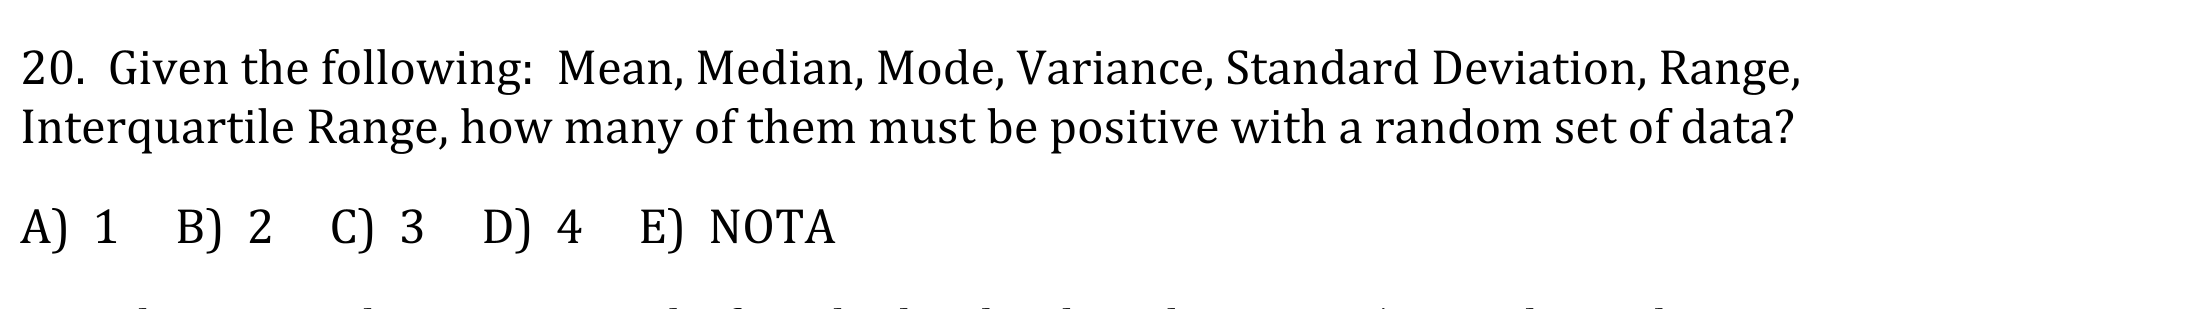 20. Given the following: Mean, Median, Mode, Variance, Standard Deviation, Range,
Interquartile Range, how many of them must be positive with a random set of data?
A) 1 B) 2 C) 3 D) 4 E) NOTA